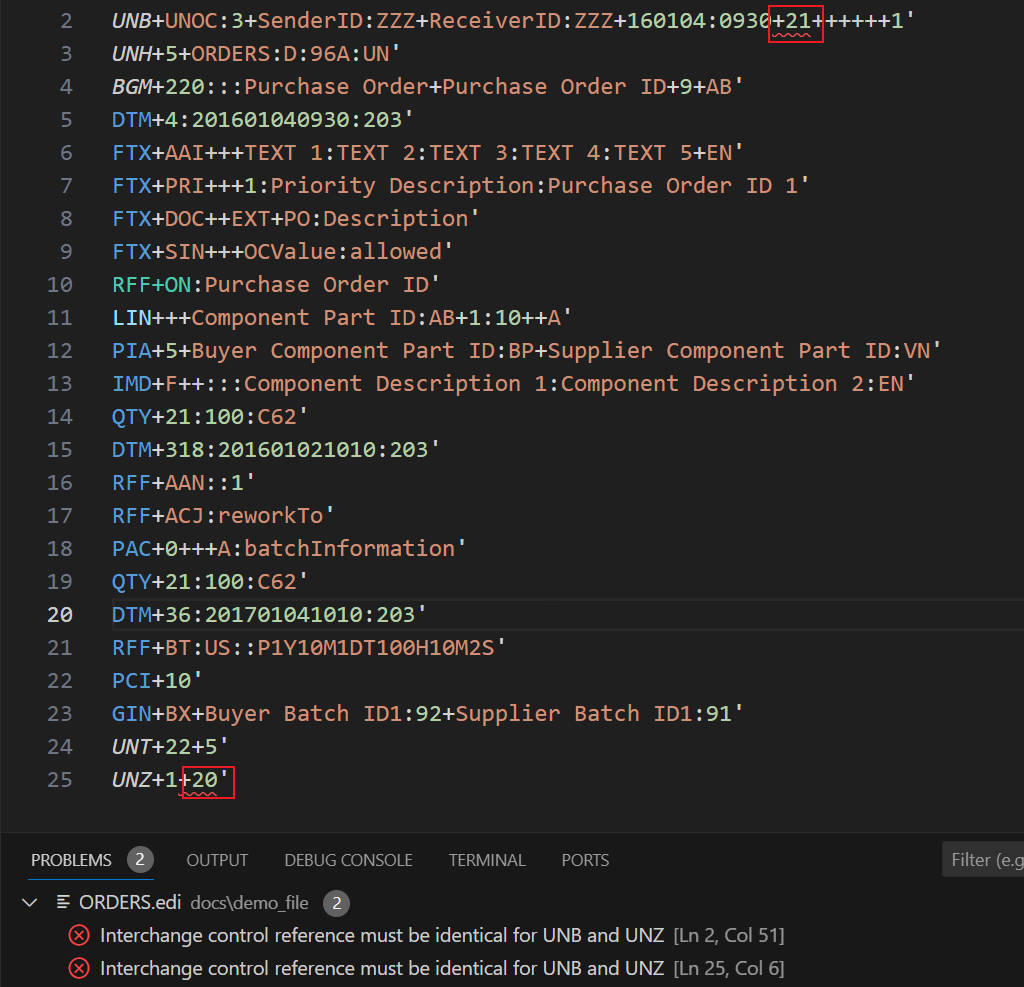 2 UNB+UNOC:3+SenderID:ZZZ+ReceiverID:ZZZ+160104:0930+21++++++1'
3 UNH+5+ORDERS:D:96A:UN'
4 BGM+220:::Purchase Order+Purchase Order ID+9+AB'
5 DTM+4:201601040930:203'
6 FTX+AAI+++TEXT 1:TEXT 2:TEXT 3:TEXT 4:TEXT 5+EN'
7 FTX+PRI+++1:Priority Description:Purchase Order ID 1'
8 FTX+DOC++EXT+PO:Description'
9 FTX+SIN+++OCValue:allowed'
10 RFF+ON:Purchase Order ID'
11 LIN+++Component Part ID:AB+1:10++A'
12 PIA+5+Buyer Component Part ID:BP+Supplier Component Part ID:VN'
13 IMD+F++:::Component Description 1:Component Description 2:EN'
14 QTY+21:100:C62'
15 DTM+318:201601021010:203'
16 RFF+AAN::1'
17 RFF+ACJ:reworkTo'
18 PAC+0+++A:batchInformation'
19 QTY+21:100:C62'
20 DTM+36:201701041010:203'
21 RFF+BT:US::P1Y10M1DT100H10M2S'
22 PCI+10'
23 GIN+BX+Buyer Batch ID1:92+Supplier Batch ID1:91'
24 UNT+22+5'
25 UNZ+1+20'
PROBLEMS 2 OUTPUT DEBUG CONSOLE TERMINAL PORTS Filter (e.g
ORDERS.edi docs\demo_file 2
Interchange control reference must be identical for UNB and UNZ [Ln 2, Col 51]
Interchange control reference must be identical for UNB and UNZ [Ln 25, Col 6]